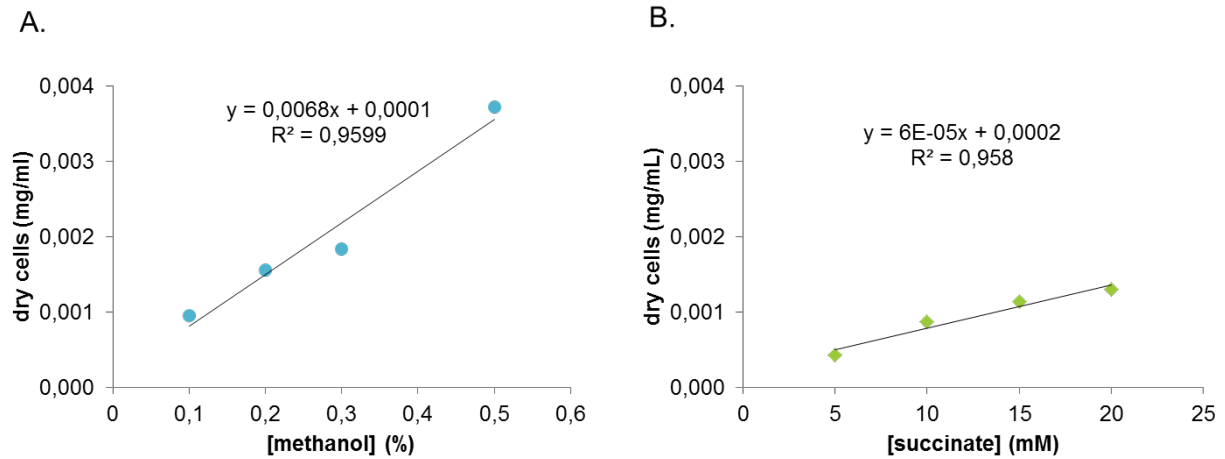 A.
0,004
0,003
0,002
0,001
0,000
dry cells (mg/ml)
y = 0,0068x + 0,0001
R² = 0,9599
0
0,1
0,2
0,3
0,4
0,5
0,6
[methanol] (%)
B.
0,004
0,003
0,002
0,001
0,000
dry cells (mg/mL)
y = 6E-05x + 0,0002
R² = 0,958
0
5
10
15
20
25
[succinate] (mM)